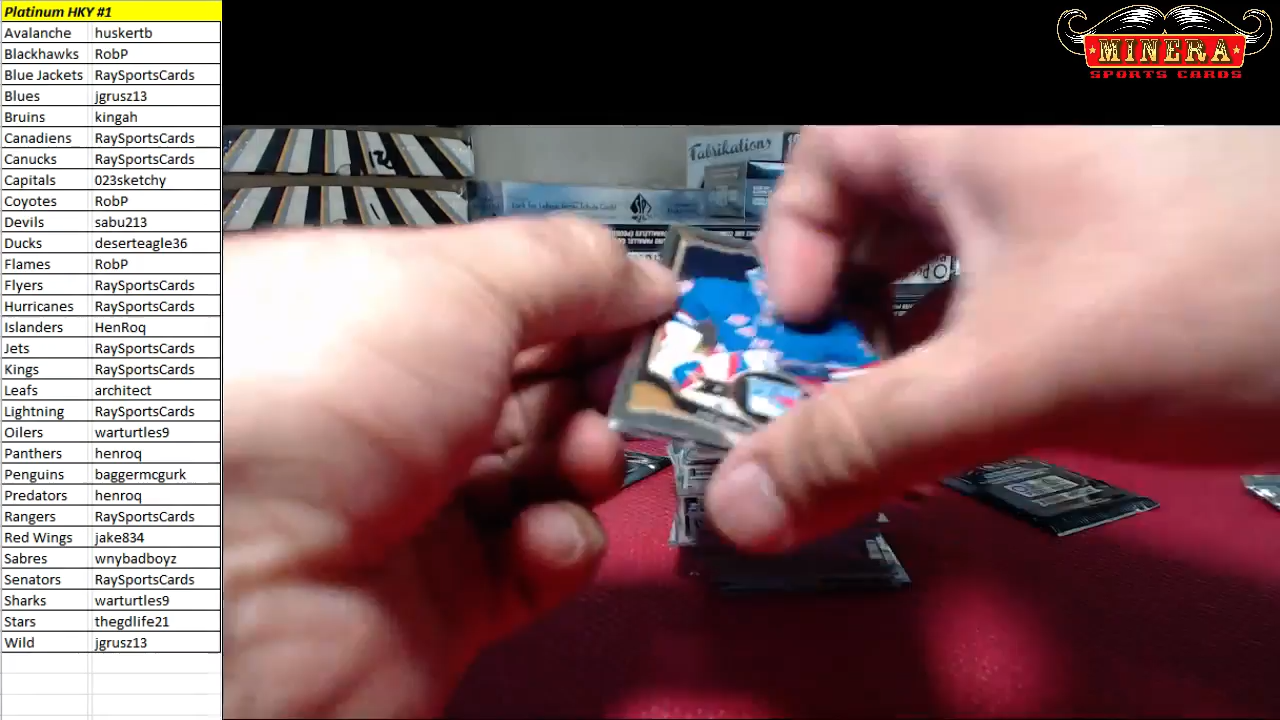 Platinum HKY #1
Avalanche huskertb
Blackhawks RobP
Blue Jackets RaySportsCards
Blues jgrusz13
Bruins kingah
Canadiens RaySportsCards
Canucks RaySportsCards
Capitals 023sketchy
Coyotes RobP
Devils sabu213
Ducks deserteagle36
Flames RobP
Flyers RaySportsCards
Hurricanes RaySportsCards
Islanders HenRoq
Jets RaySportsCards
Kings RaySportsCards
Leafs architect
Lightning RaySportsCards
Oilers warturtles9
Panthers henroq
Penguins baggermcgurk
Predators henroq
Rangers RaySportsCards
Red Wings jake834
Sabres wnybadboyz
Senators RaySportsCards
Sharks warturtles9
Stars thegdlife21
Wild jgrusz13
MINERA
SPORTS CARDS
Fabrikations